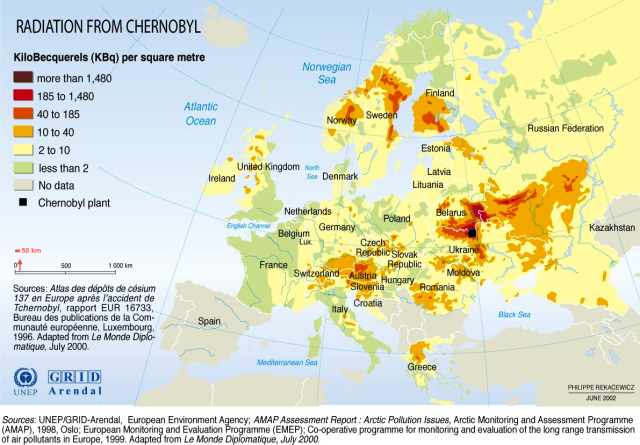 RADIATION FROM CHERNOBYL
KiloBecquerels (KBq) per square metre
more than 1,480
185 to 1,480
40 to 185
10 to 40
2 to 10
less than 2
No data
Chernobyl plant
= 50 km
0 500 1 000 km
Sources: Atlas des dépôts de césium
137 en Europe après l'accident de
Tchernobyl, rapport EUR 16733,
Bureau des publications de la Com-
munauté européenne, Luxembourg,
1996. Adapted from Le Monde Diplo-
matique, July 2000.
UNEP
GRID
Arendal
Norwegian
Sea
Atlantic
Ocean
Finland
Sweden
Norway
Russian Federation
Estonia
Latvia
Lithuania
United Kingdom
Ireland
North
Sea
Denmark
Belarus
Netherlands
Poland
English Channel
Germany
Belgium
Lux.
Kazakhstan
Ukraine
Czech
Republic
Slovak
Republic
France
Moldova
Switzerland
Austria
Hungary
Slovenia
Romania
Croatia
Italy
Black Sea
Spain
Mediterranean Sea
Greece
PHILIPPE REKACEWICZ
JUNE 2002
Sources: UNEP/GRID-Arendal, European Environment Agency; AMAP Assessment Report : Arctic Pollution Issues, Arctic Monitoring and Assessment Programme
(AMAP), 1998, Oslo; European Monitoring and Evaluation Programme (EMEP); Co-operative programme for monitoring and evaluation of the long range transmission
of air pollutants in Europe, 1999. Adapted from Le Monde Diplomatique, July 2000.